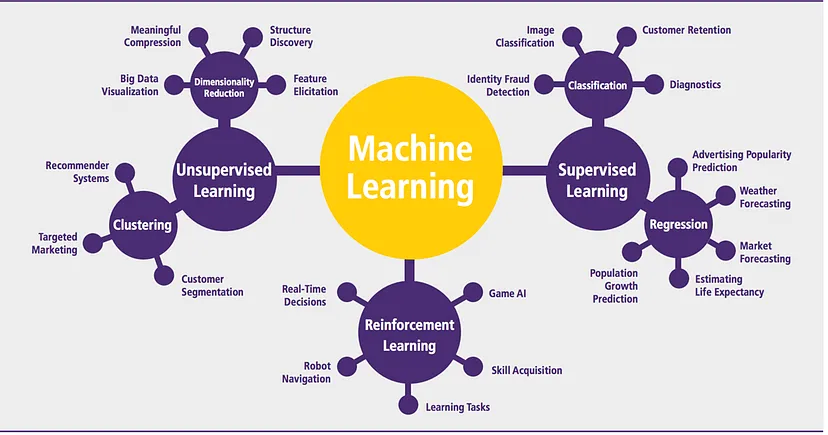 Meaningful
Compression
Structure
Discovery
Big Data
Visualization
Dimensionality
Reduction
Feature
Elicitation
Unsupervised
Learning
Recommender
Systems
Clustering
Targeted
Marketing
Customer
Segmentation
Machine
Learning
Image
Classification
Customer Retention
Identity Fraud
Detection
Classification
Diagnostics
Supervised
Learning
Advertising Popularity
Prediction
Weather
Forecasting
Regression
Market
Forecasting
Population
Growth
Prediction
Estimating
Life Expectancy
Real-Time
Decisions
Game AI
Reinforcement
Learning
Robot
Navigation
Skill Acquisition
Learning Tasks